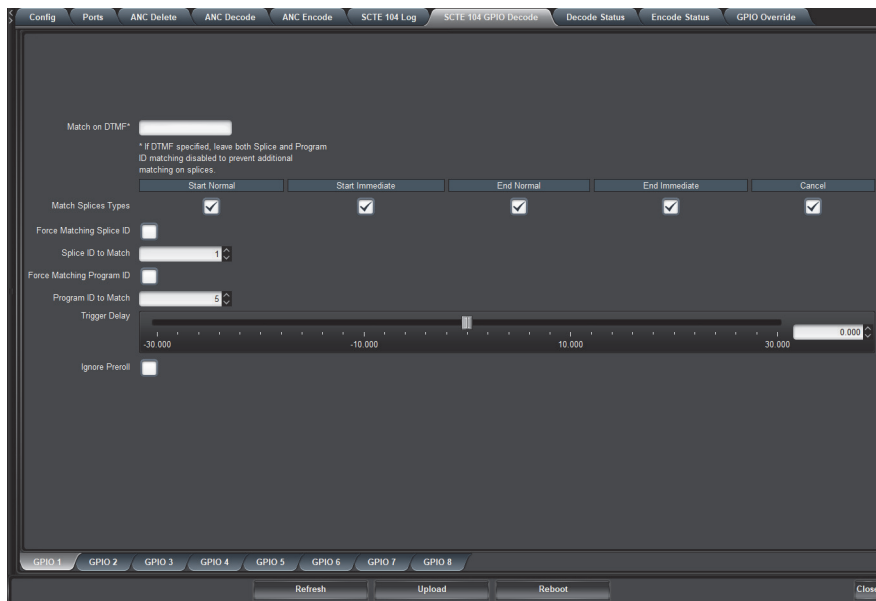 Config Ports ANC Delete ANC Decode ANC Encode SCTE 104 Log SCTE 104 GPIO Decode Decode Status Encode Status GPIO Override
Match on DTMF*
* If DTMF specified, leave both Splice and Program
ID matching disabled to prevent additional
matching on splices.
Start Normal Start Immediate End Normal End Immediate Cancel
Match Splices Types
Force Matching Splice ID
Splice ID to Match 1
Force Matching Program ID
Program ID to Match 5
Trigger Delay
0.000
-30.000 -10.000 10.000 30.000
Ignore Preroll
GPIO 1 GPIO 2 GPIO 3 GPIO 4 GPIO 5 GPIO 6 GPIO 7 GPIO 8
Refresh Upload Reboot Close